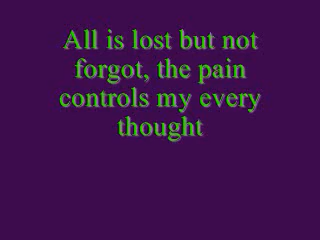 All is lost but not
forgot, the pain
controls my every
thought